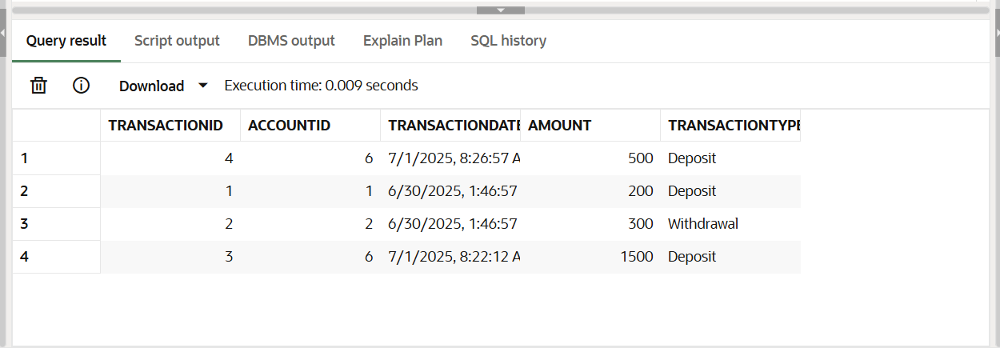 Query result Script output DBMS output Explain Plan SQL history
Download Execution time: 0.009 seconds
TRANSACTIONID ACCOUNTID TRANSACTIONDATE AMOUNT TRANSACTIONTYPE
1 4 6 7/1/2025, 8:26:57 A 500 Deposit
2 1 1 6/30/2025, 1:46:57 200 Deposit
3 2 2 6/30/2025, 1:46:57 300 Withdrawal
4 3 6 7/1/2025, 8:22:12 A 1500 Deposit